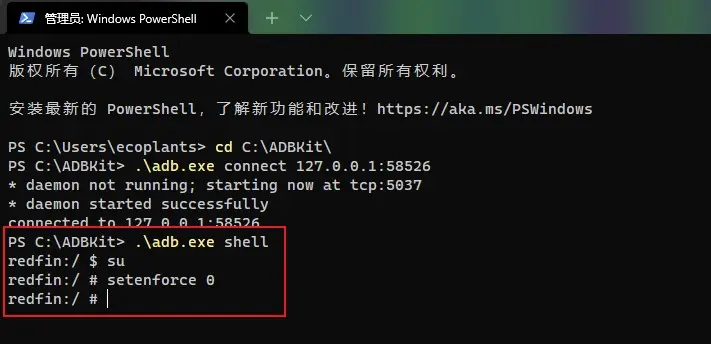 管理员: Windows PowerShell
Windows PowerShell
版权所有 (C) Microsoft Corporation。保留所有权利。
安装最新的 PowerShell，了解新功能和改进！https://aka.ms/PSWindows
PS C:\Users\ecoplants> cd C:\ADBKit\
PS C:\ADBKit> .\adb.exe connect 127.0.0.1:58526
* daemon not running; starting now at tcp:5037
* daemon started successfully
connected to 127.0.0.1:58526
PS C:\ADBKit> .\adb.exe shell
redfin:/ $ su
redfin:/ # setenforce 0
redfin:/ #